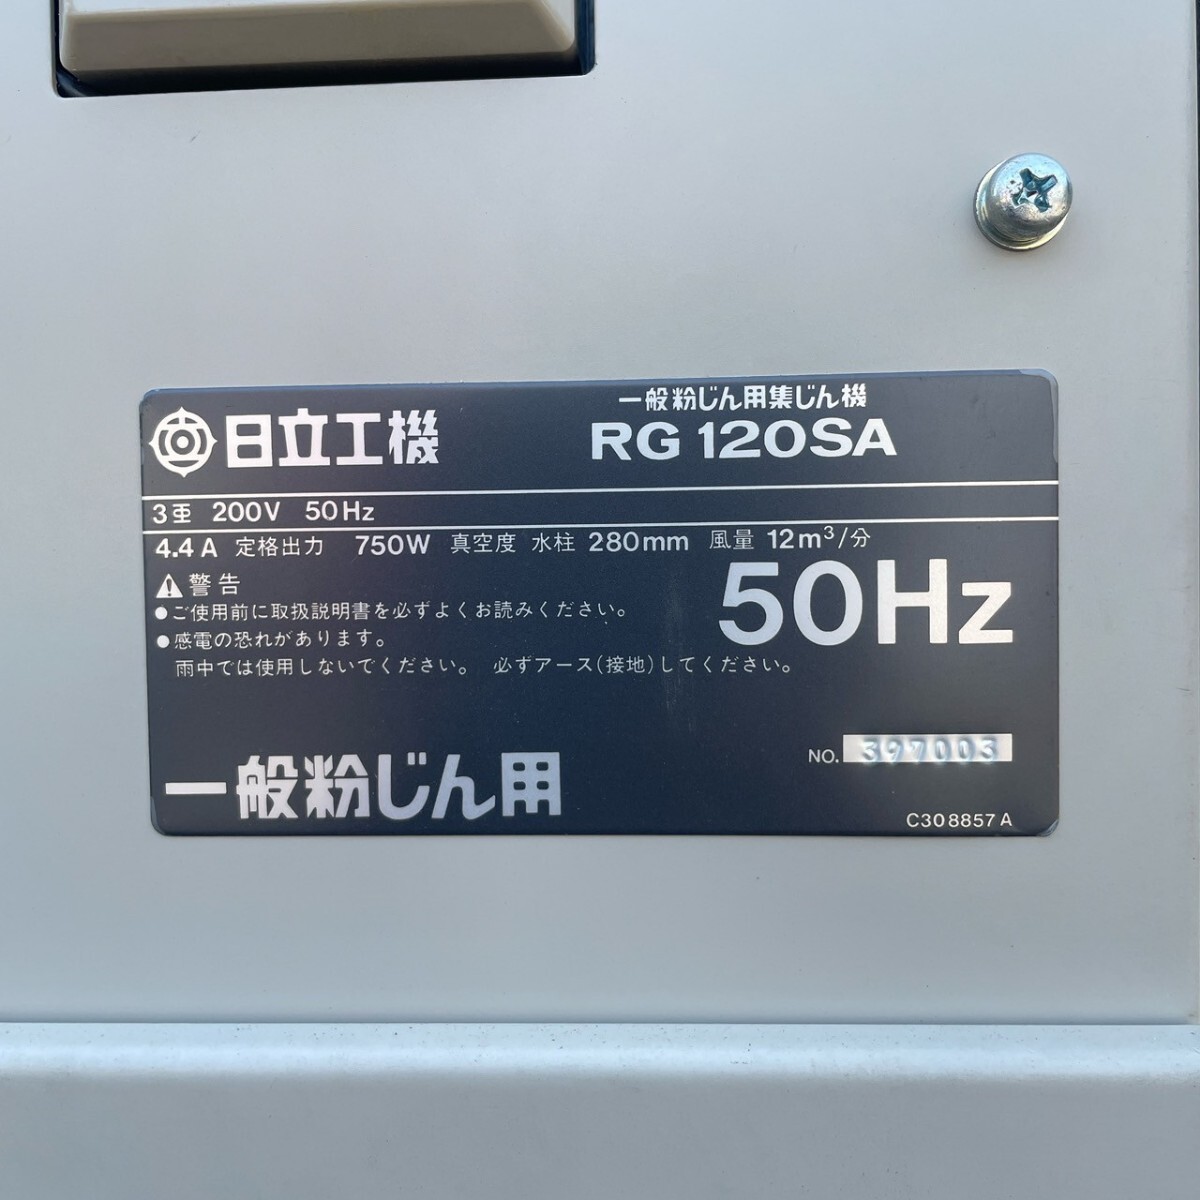 日立工機
一般粉じん用集じん機
RG 120SA
3亜 200V 50Hz
4.4A 定格出力 750W 真空度 水柱 280mm 風量 12m³/分
⚠警告
●ご使用前に取扱説明書を必ずよくお読みください。
●感電の恐れがあります。
雨中では使用しないでください。 必ずアース(接地)してください。
50Hz
NO. 397003
一般粉じん用
C308857A